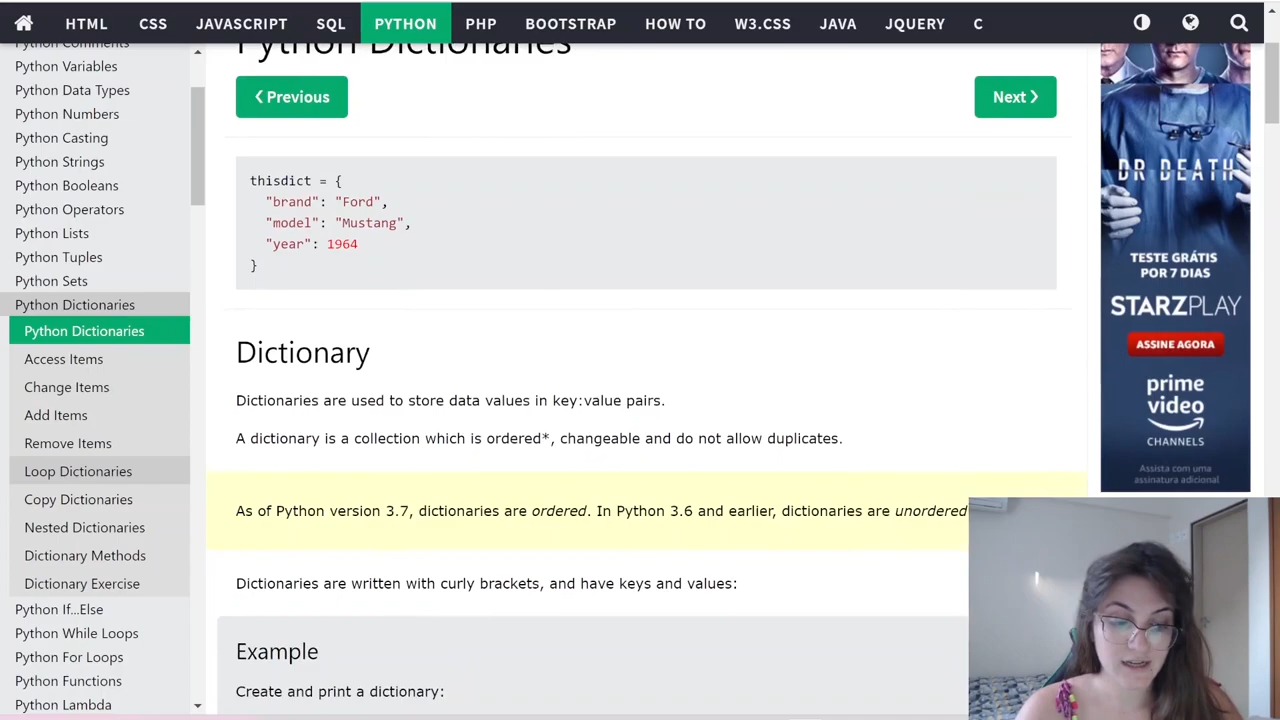 HTML CSS JAVASCRIPT SQL PYTHON PHP BOOTSTRAP HOW TO W3.CSS JAVA JQUERY C
Python Comments
Python Variables
Python Data Types
Python Numbers
Python Casting
Python Strings
Python Booleans
Python Operators
Python Lists
Python Tuples
Python Sets
Python Dictionaries
Python Dictionaries
Access Items
Change Items
Add Items
Remove Items
Loop Dictionaries
Copy Dictionaries
Nested Dictionaries
Dictionary Methods
Dictionary Exercise
Python If...Else
Python While Loops
Python For Loops
Python Functions
Python Lambda
Python Dictionaries
❮ Previous
Next ❯
thisdict = {
"brand": "Ford",
"model": "Mustang",
"year": 1964
}
Dictionary
Dictionaries are used to store data values in key:value pairs.
A dictionary is a collection which is ordered*, changeable and do not allow duplicates.
As of Python version 3.7, dictionaries are ordered. In Python 3.6 and earlier, dictionaries are unordered
Dictionaries are written with curly brackets, and have keys and values:
Example
Create and print a dictionary:
DR DEATH
TESTE GRÁTIS
POR 7 DIAS
STARZPLAY
ASSINE AGORA
prime
video
CHANNELS
Assista com uma
assinatura adicional